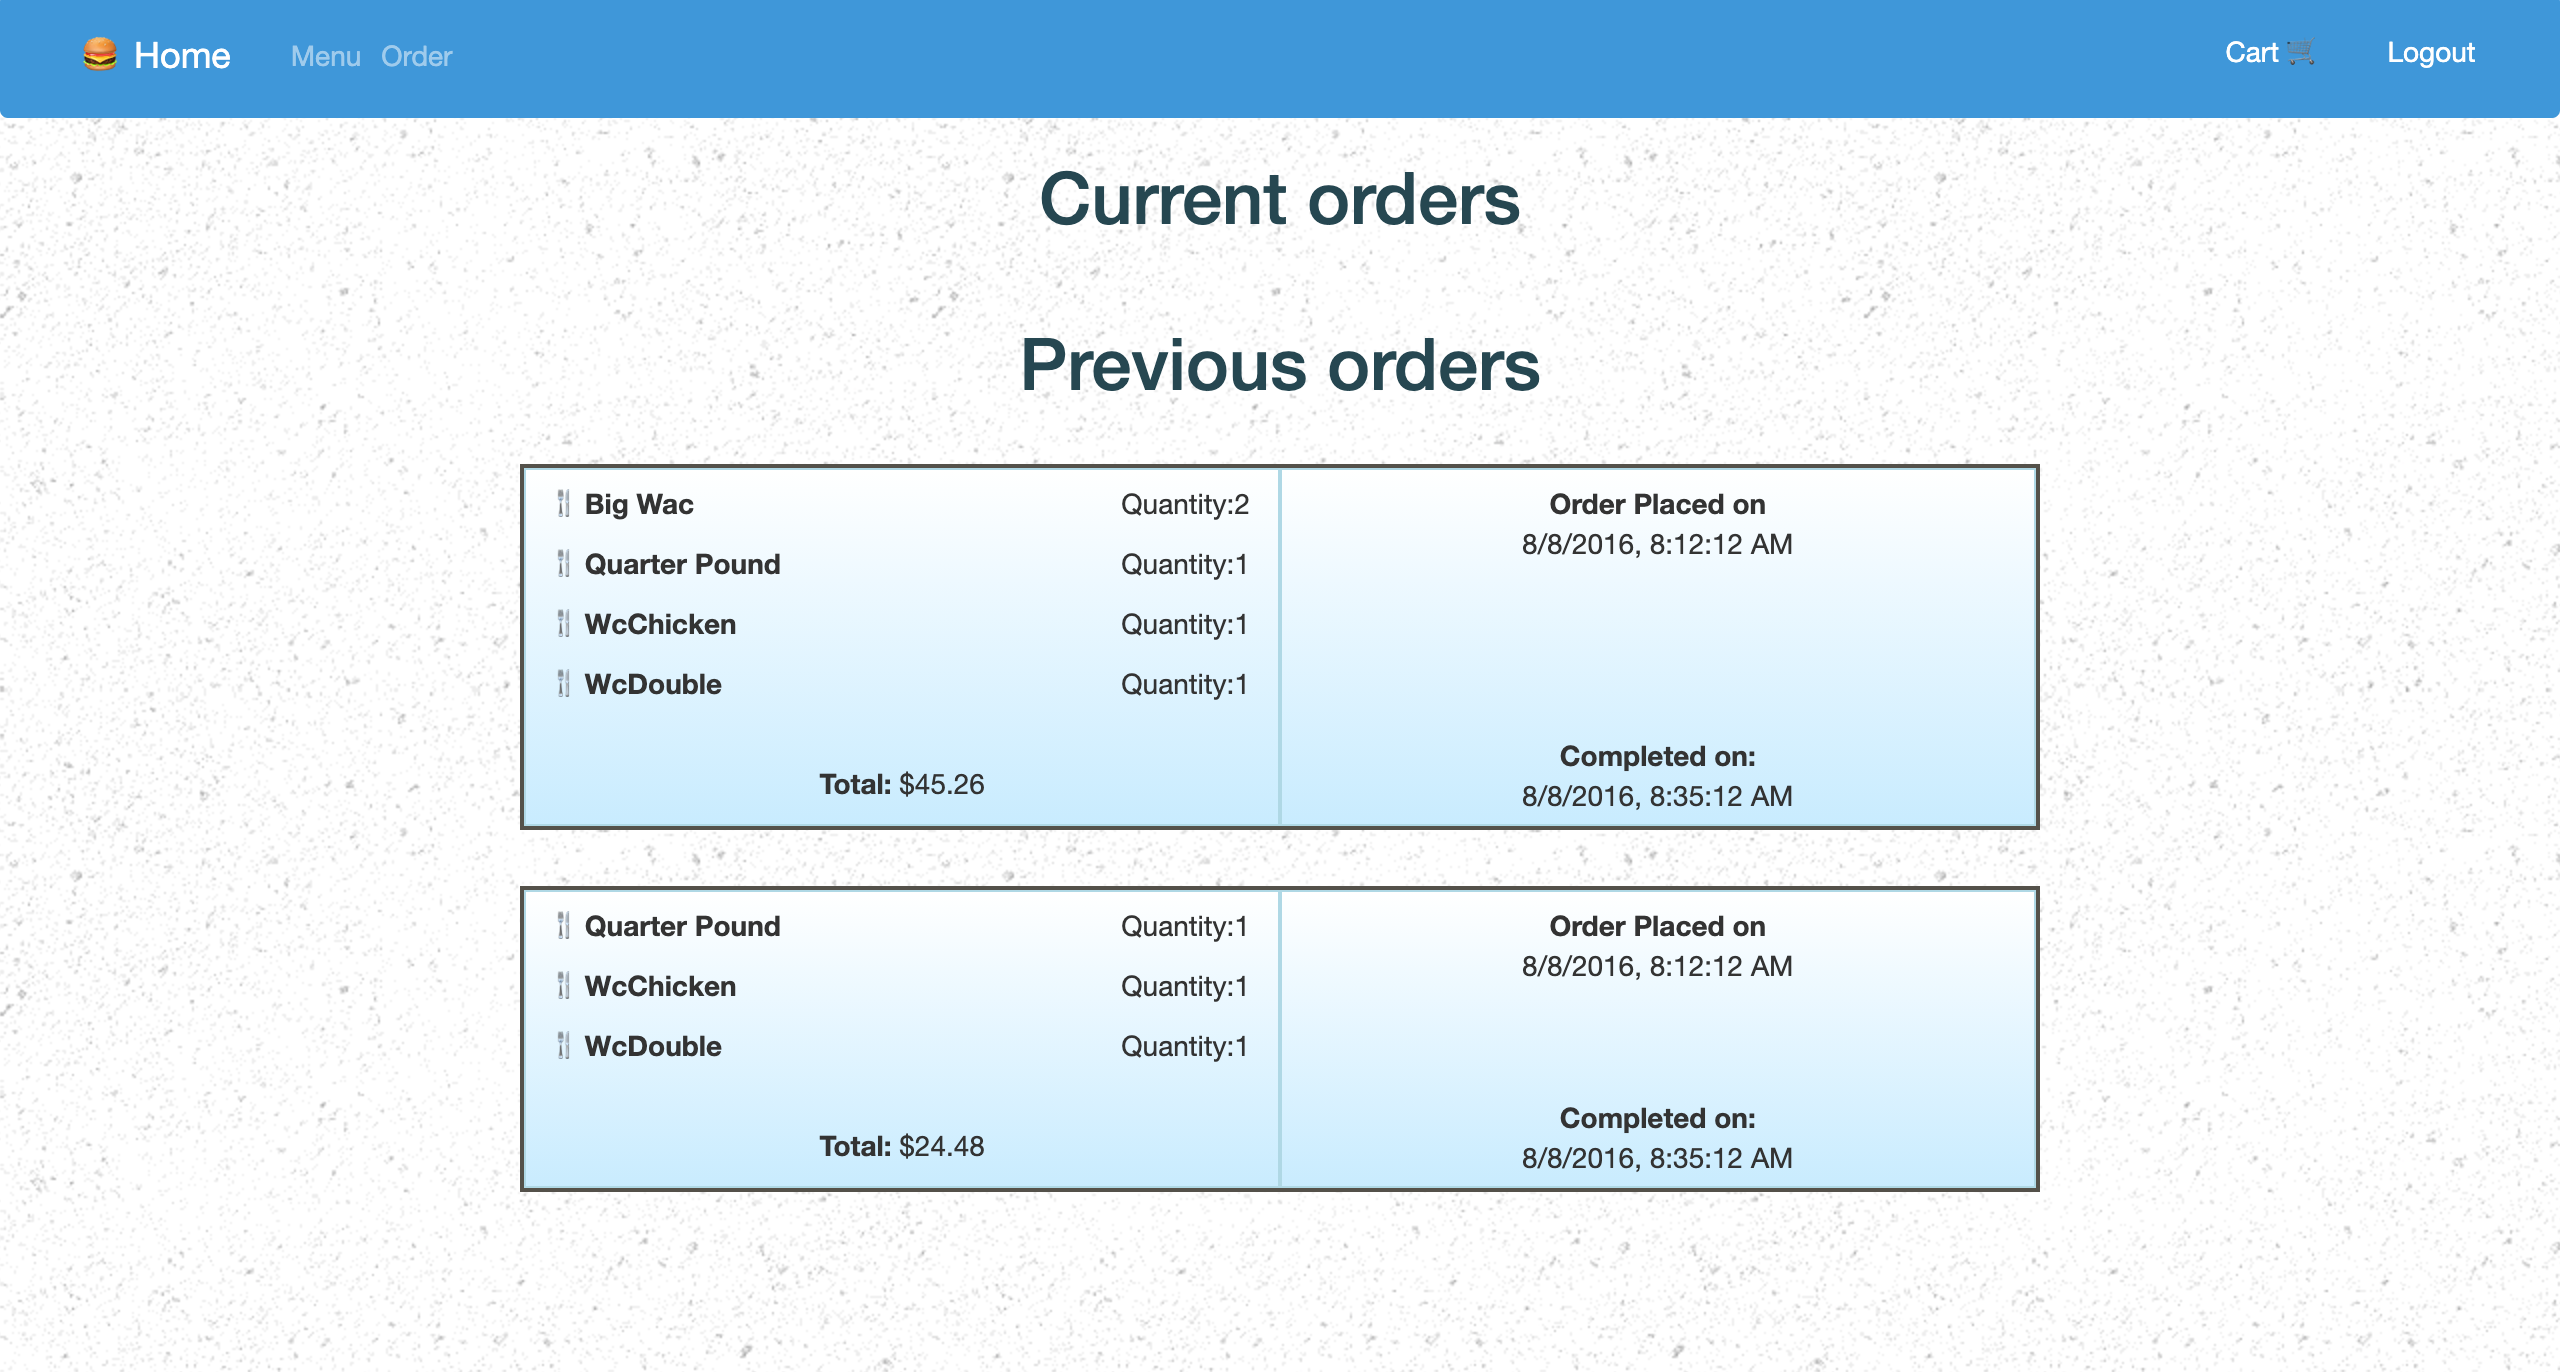 🍔 Home Menu Order Cart 🛒 Logout
Current orders
Previous orders
🍴 Big Wac Quantity:2
🍴 Quarter Pound Quantity:1
🍴 WcChicken Quantity:1
🍴 WcDouble Quantity:1
Total: $45.26
Order Placed on
8/8/2016, 8:12:12 AM
Completed on:
8/8/2016, 8:35:12 AM
🍴 Quarter Pound Quantity:1
🍴 WcChicken Quantity:1
🍴 WcDouble Quantity:1
Total: $24.48
Order Placed on
8/8/2016, 8:12:12 AM
Completed on:
8/8/2016, 8:35:12 AM